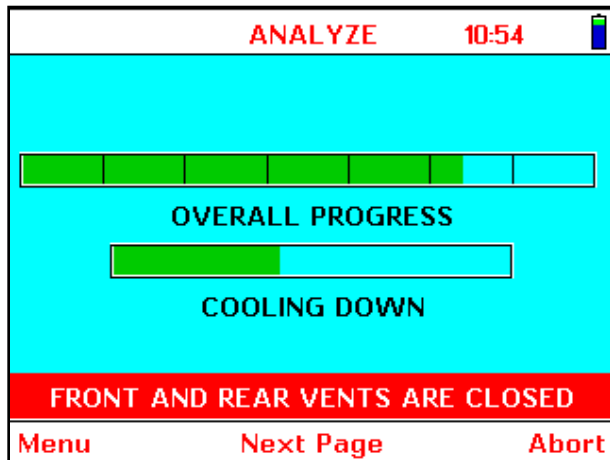 ANALYZE 10:54
OVERALL PROGRESS
COOLING DOWN
FRONT AND REAR VENTS ARE CLOSED
Menu Next Page Abort